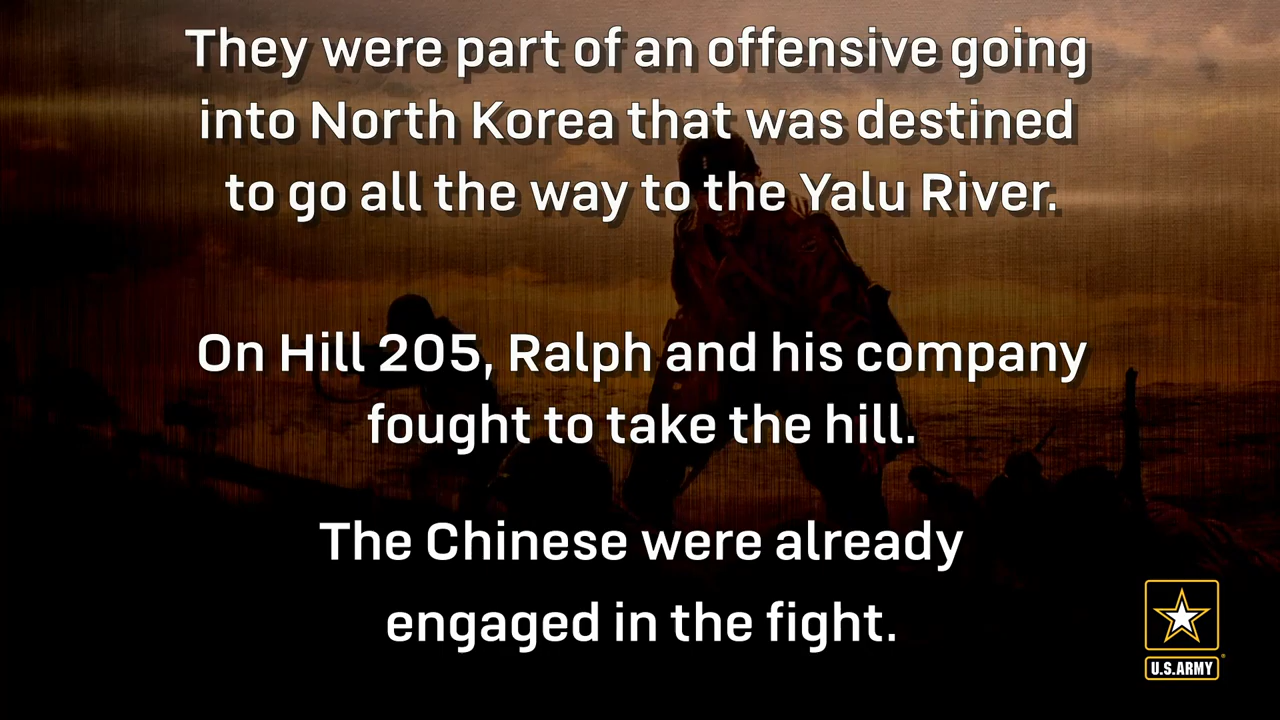 They were part of an offensive going
into North Korea that was destined
to go all the way to the Yalu River.
On Hill 205, Ralph and his company
fought to take the hill.
The Chinese were already
engaged in the fight.
U.S.ARMY